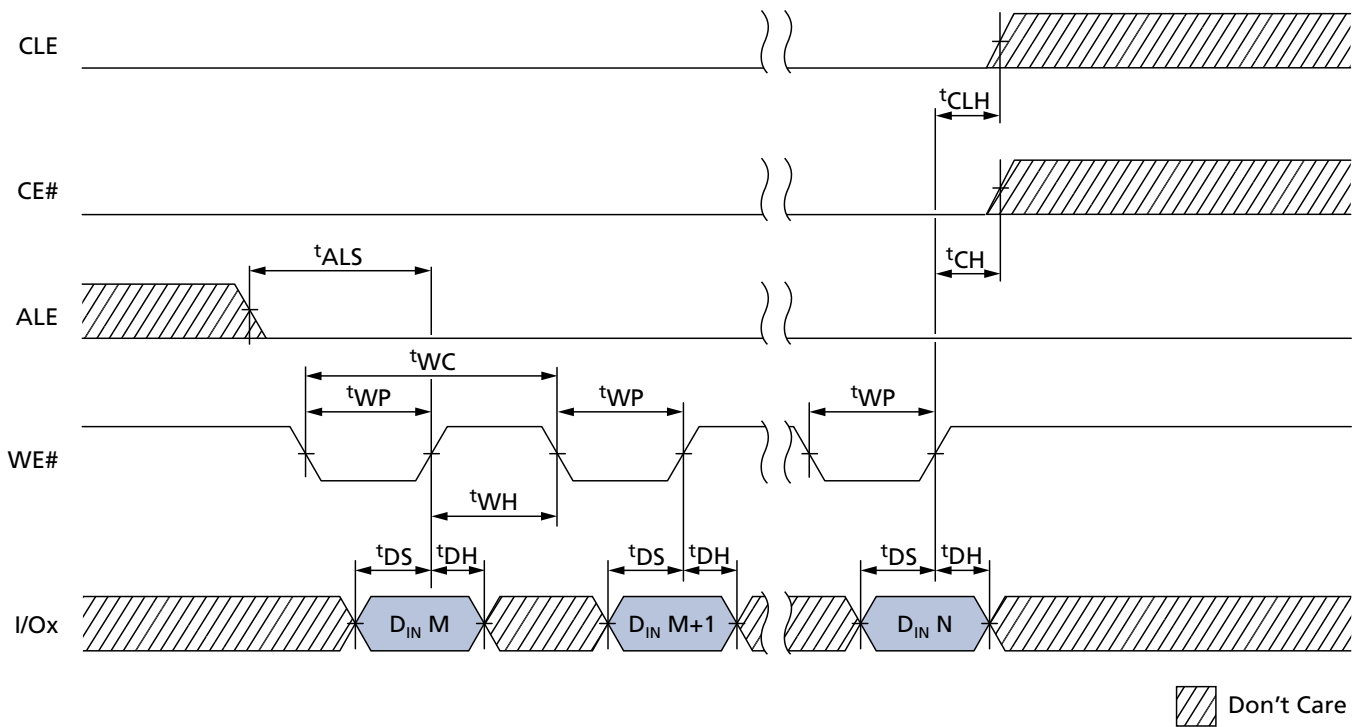 CLE
tCLH
CE#
tALS
tCH
ALE
tWC
tWP tWP tWP
WE#
tWH
tDS tDH tDS tDH tDS tDH
I/Ox DIN M DIN M+1 DIN N
Don't Care